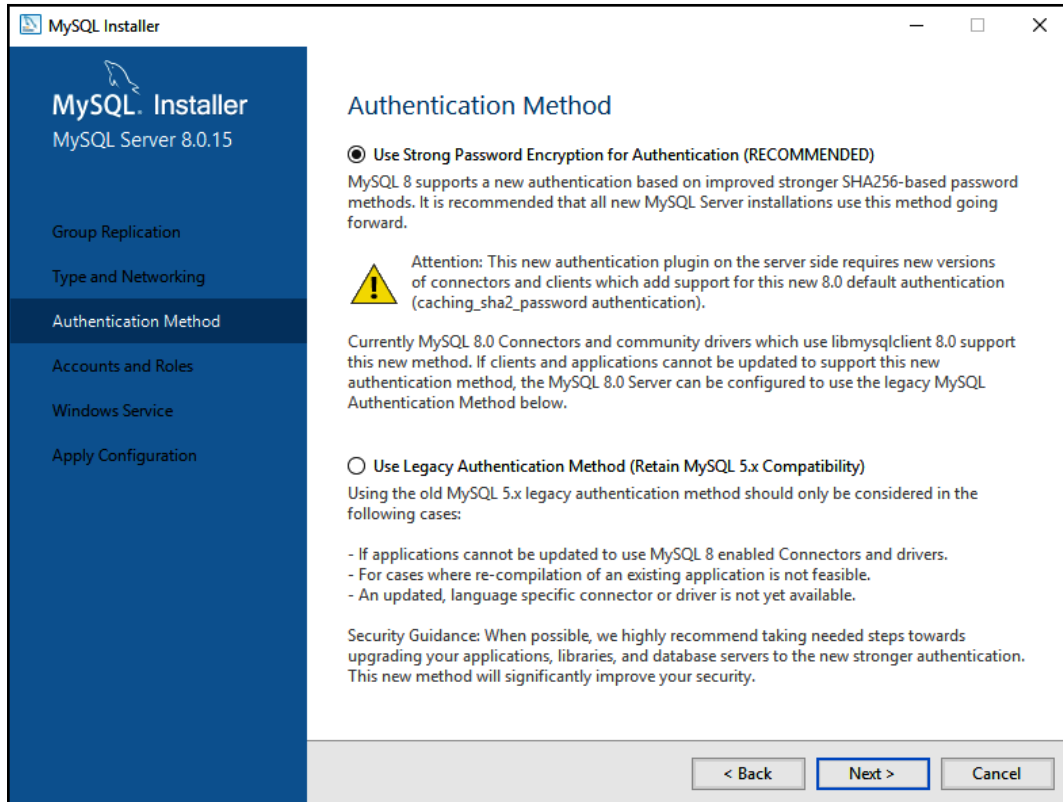 MySQL Installer
MySQL. Installer
MySQL Server 8.0.15
Group Replication
Type and Networking
Authentication Method
Accounts and Roles
Windows Service
Apply Configuration
Authentication Method
Use Strong Password Encryption for Authentication (RECOMMENDED)
MySQL 8 supports a new authentication based on improved stronger SHA256-based password
methods. It is recommended that all new MySQL Server installations use this method going
forward.
Attention: This new authentication plugin on the server side requires new versions
of connectors and clients which add support for this new 8.0 default authentication
(caching_sha2_password authentication).
Currently MySQL 8.0 Connectors and community drivers which use libmysqlclient 8.0 support
this new method. If clients and applications cannot be updated to support this new
authentication method, the MySQL 8.0 Server can be configured to use the legacy MySQL
Authentication Method below.
Use Legacy Authentication Method (Retain MySQL 5.x Compatibility)
Using the old MySQL 5.x legacy authentication method should only be considered in the
following cases:
- If applications cannot be updated to use MySQL 8 enabled Connectors and drivers.
- For cases where re-compilation of an existing application is not feasible.
- An updated, language specific connector or driver is not yet available.
Security Guidance: When possible, we highly recommend taking needed steps towards
upgrading your applications, libraries, and database servers to the new stronger authentication.
This new method will significantly improve your security.
< Back
Next >
Cancel